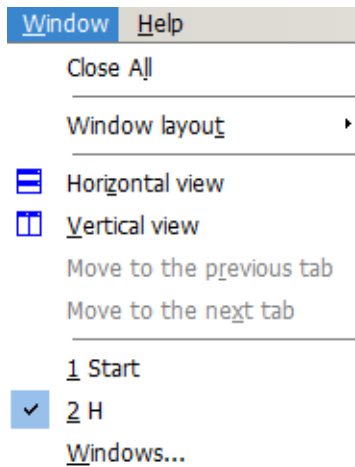 Window Help
Close All
Window layout
Horizontal view
Vertical view
Move to the previous tab
Move to the next tab
1 Start
2 H
Windows...